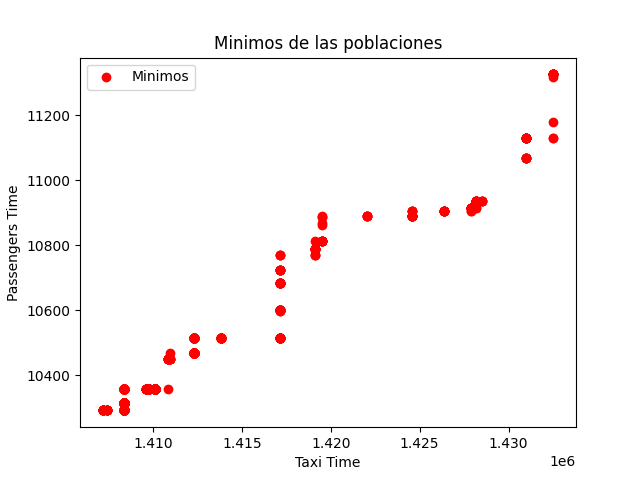 Minimos de las poblaciones
Minimos
Passengers Time
11200
11000
10800
10600
10400
1.410 1.415 1.420 1.425 1.430
1e6
Taxi Time